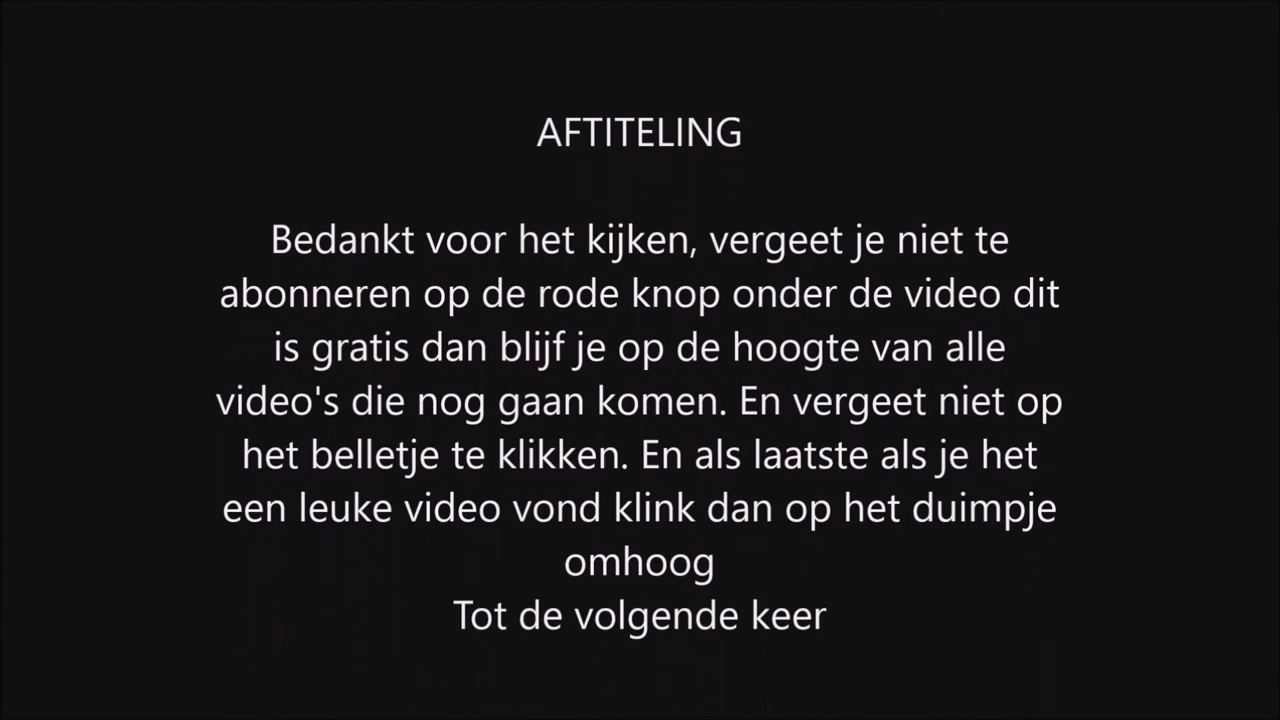 AFTITELING
Bedankt voor het kijken, vergeet je niet te
abonneren op de rode knop onder de video dit
is gratis dan blijf je op de hoogte van alle
video's die nog gaan komen. En vergeet niet op
het belletje te klikken. En als laatste als je het
een leuke video vond klink dan op het duimpje
omhoog
Tot de volgende keer